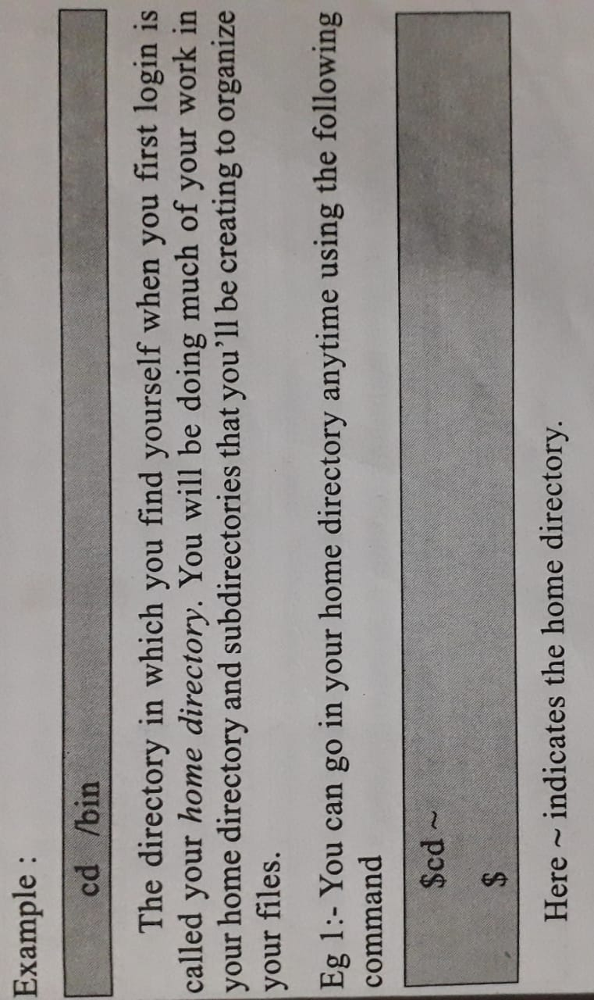 Example :
cd /bin
The directory in which you find yourself when you first login is
called your home directory. You will be doing much of your work in
your home directory and subdirectories that you'll be creating to organize
your files.
Eg 1:- You can go in your home directory anytime using the following
command
$cd ~
$
Here ~ indicates the home directory.